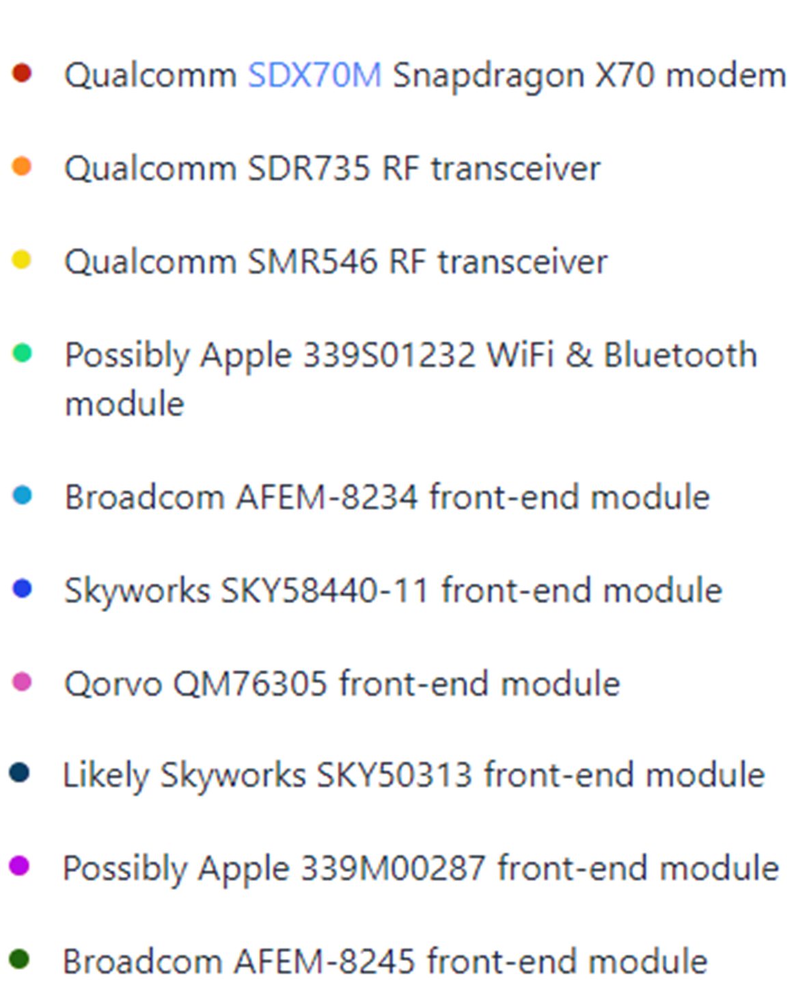 Qualcomm SDX70M Snapdragon X70 modem
Qualcomm SDR735 RF transceiver
Qualcomm SMR546 RF transceiver
Possibly Apple 339S01232 WiFi & Bluetooth
module
Broadcom AFEM-8234 front-end module
Skyworks SKY58440-11 front-end module
Qorvo QM76305 front-end module
Likely Skyworks SKY50313 front-end module
Possibly Apple 339M00287 front-end module
Broadcom AFEM-8245 front-end module